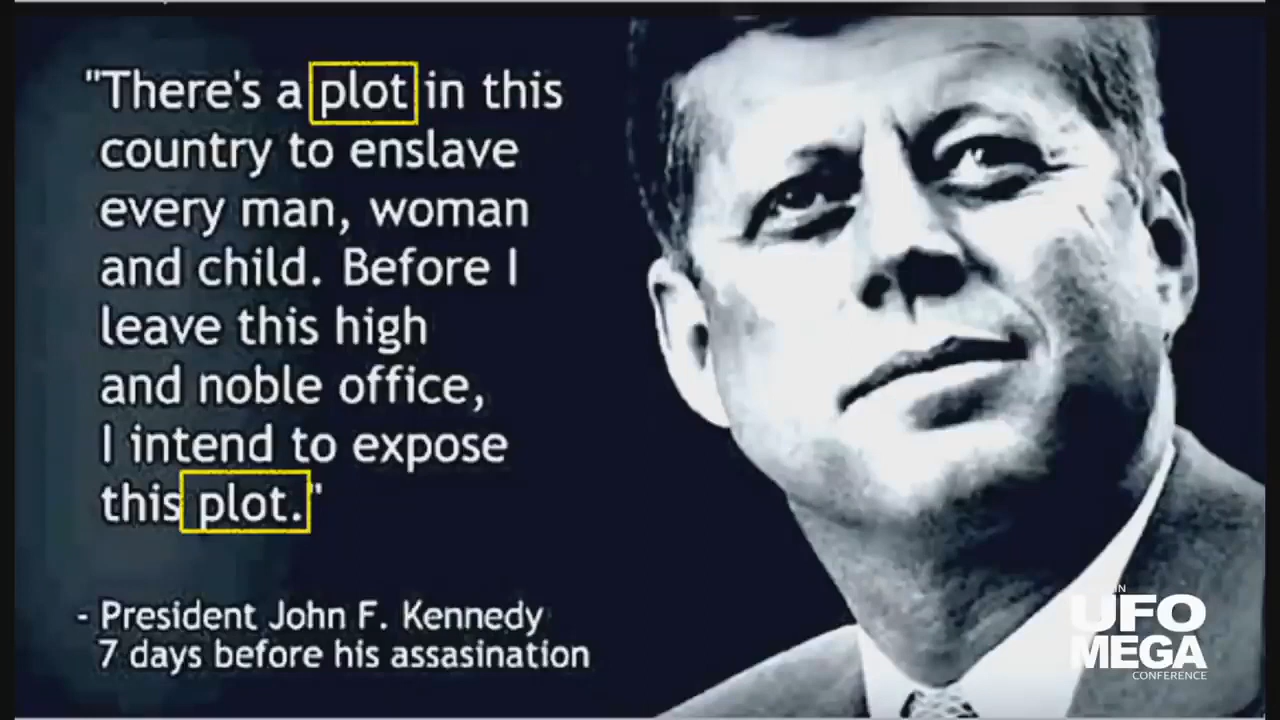 "There's a plot in this
country to enslave
every man, woman
and child. Before I
leave this high
and noble office,
I intend to expose
this plot."
- President John F. Kennedy
7 days before his assasination
IN
UFO
MEGA
CONFERENCE